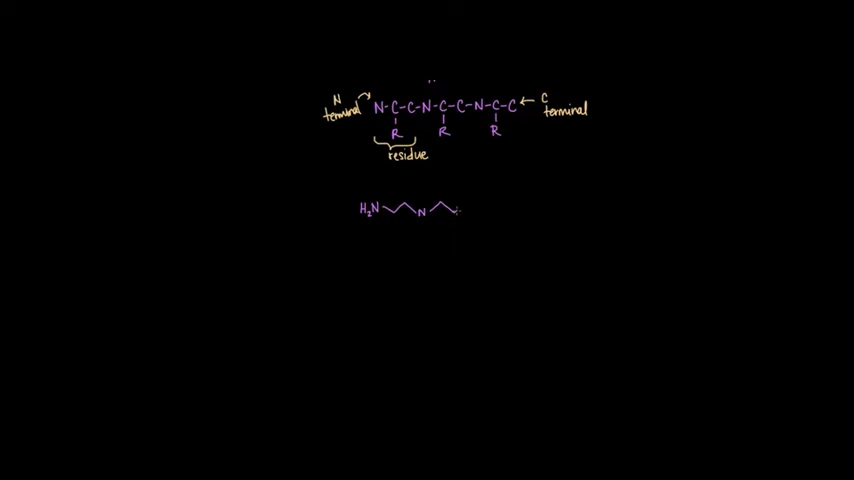 N terminal
N-C-C-N-C-C-N-C-C
C terminal
R R R
residue
H₂N N